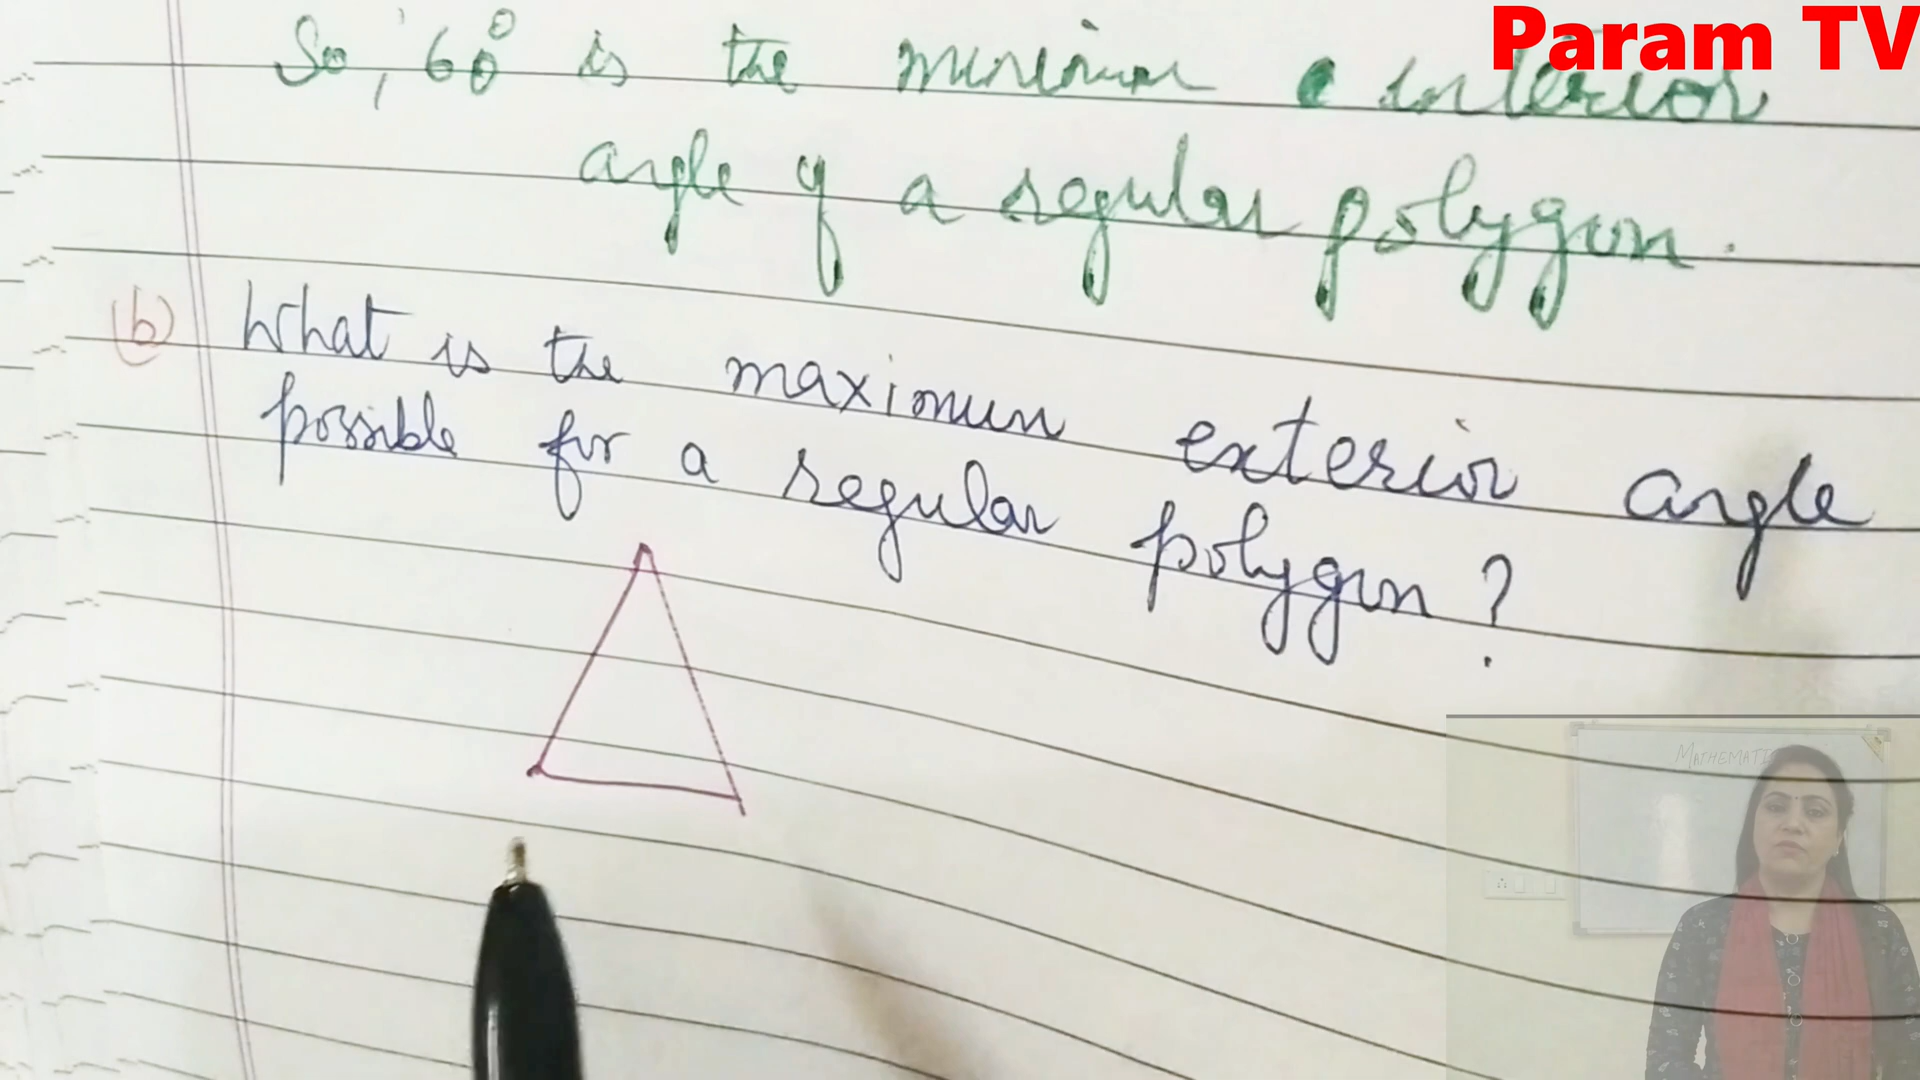 Param TV
So, 60° is the minimum interior
angle of a regular polygon.
(b) What is the maximum exterior angle
possible for a regular polygon?
MATHEMATI